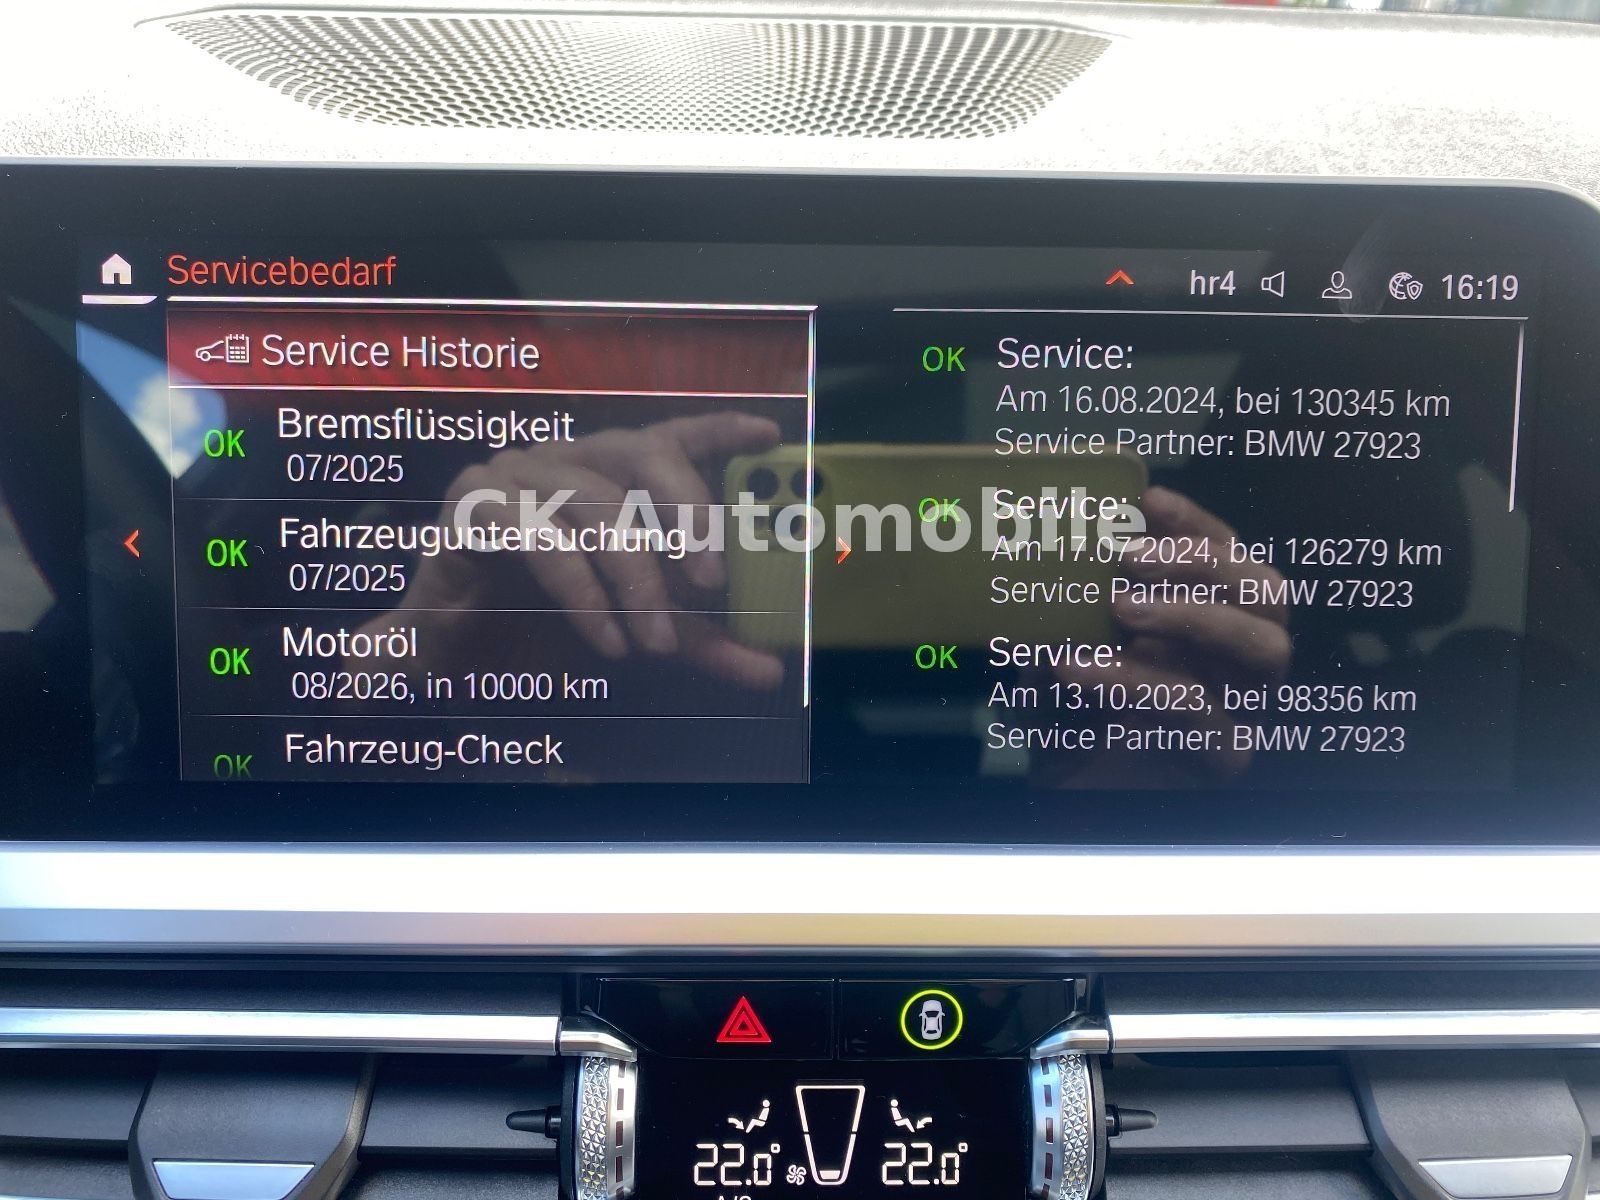 Servicebedarf
hr4
16:19
Service Historie
OK Bremsflüssigkeit
07/2025
OK Fahrzeuguntersuchung
07/2025
OK Motoröl
08/2026, in 10000 km
OK Fahrzeug-Check
OK Service:
Am 16.08.2024, bei 130345 km
Service Partner: BMW 27923
OK Service:
Am 17.07.2024, bei 126279 km
Service Partner: BMW 27923
OK Service:
Am 13.10.2023, bei 98356 km
Service Partner: BMW 27923
CK Automobile
22.0° 22.0°